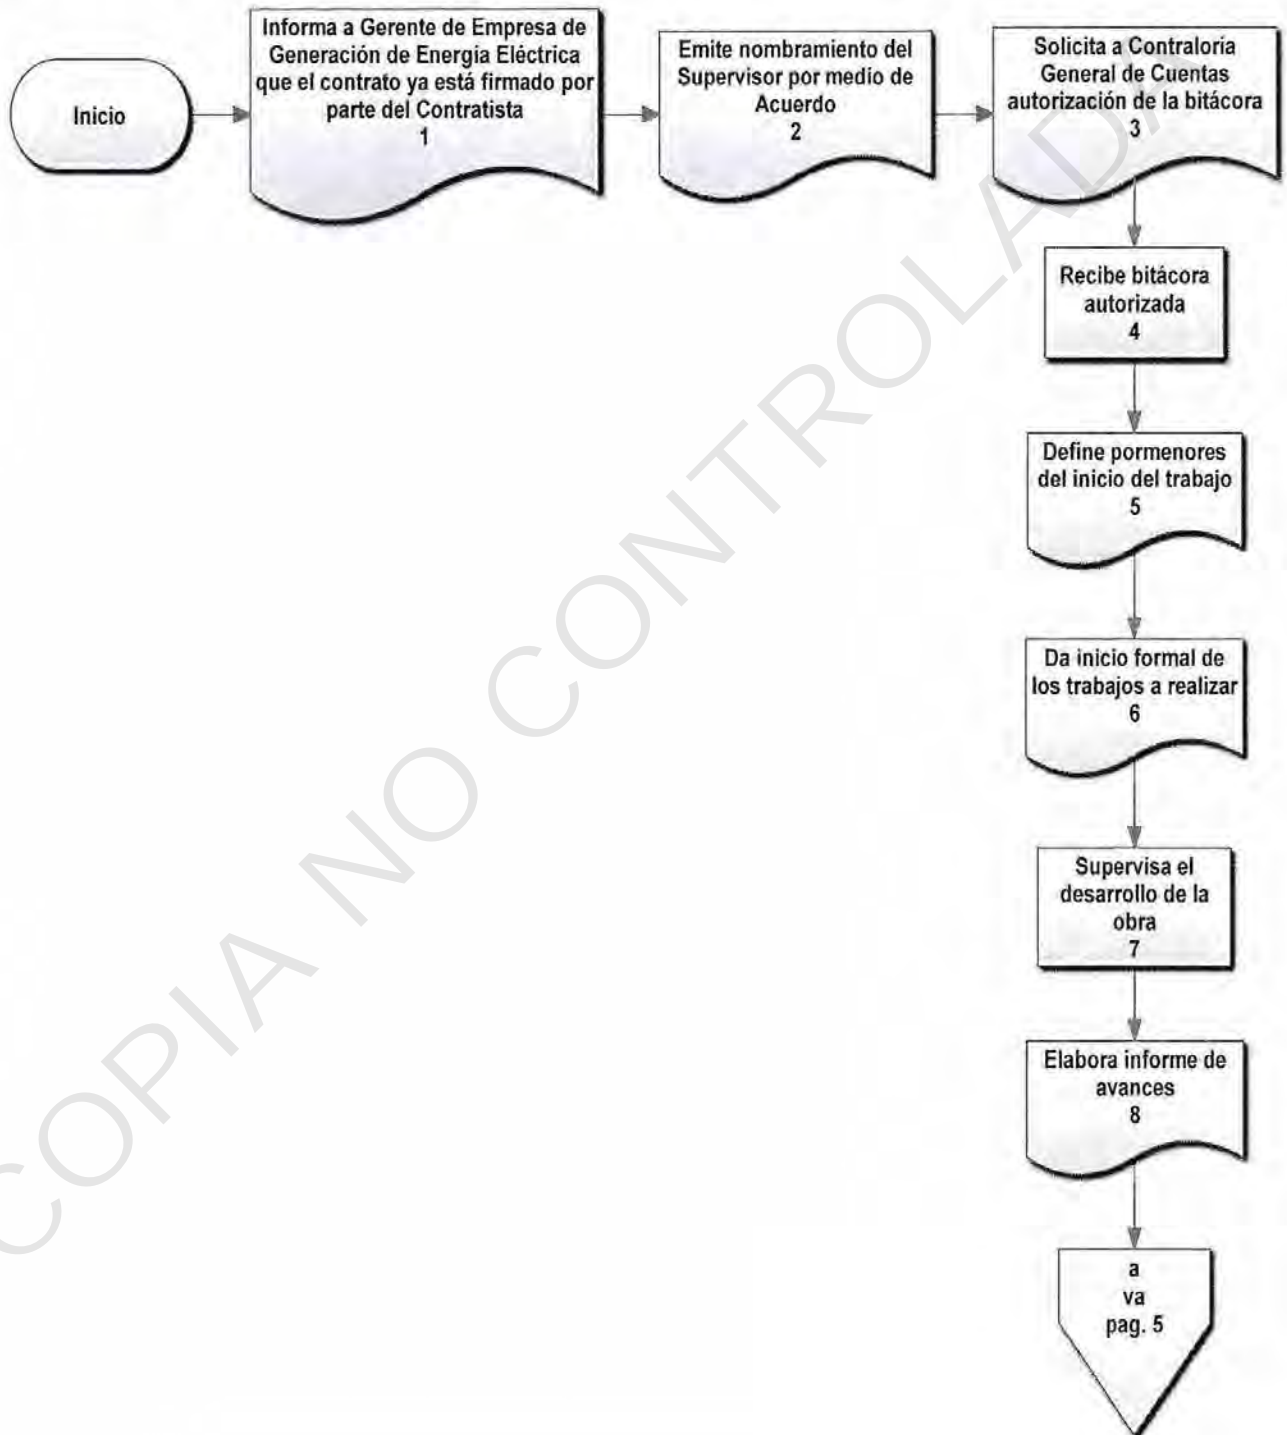 Inicio
Informa a Gerente de Empresa de
Generación de Energía Eléctrica
que el contrato ya está firmado por
parte del Contratista
1
Emite nombramiento del
Supervisor por medio de
Acuerdo
2
Solicita a Contraloría
General de Cuentas
autorización de la bitácora
3
Recibe bitácora
autorizada
4
Define pormenores
del inicio del trabajo
5
Da inicio formal de
los trabajos a realizar
6
Supervisa el
desarrollo de la
obra
7
Elabora informe de
avances
8
a
va
pag. 5
COPIA NO CONTROLADA